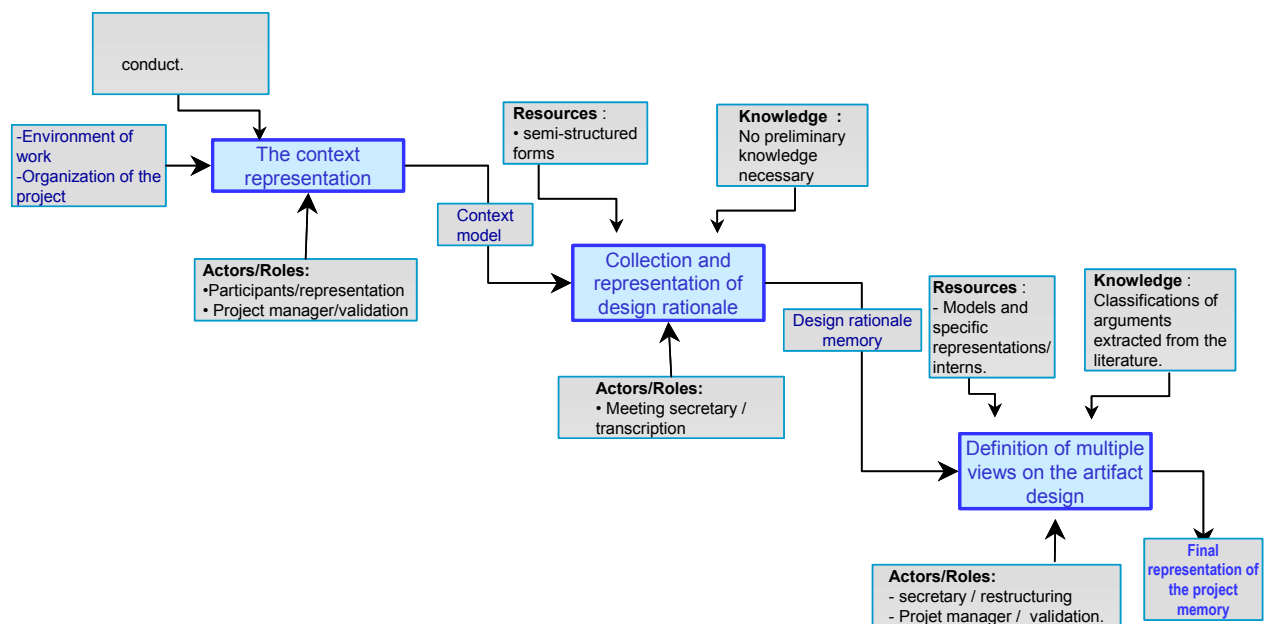 conduct.
-Environment of
work
-Organization of the
project
The context
representation
Actors/Roles:
•Participants/representation
• Project manager/validation
Context
model
Resources :
• semi-structured
forms
Knowledge :
No preliminary
knowledge
necessary
Collection and
representation of
design rationale
Actors/Roles:
• Meeting secretary /
transcription
Design rationale
memory
Resources :
- Models and
specific
representations/
interns.
Knowledge :
Classifications of
arguments
extracted from the
literature.
Definition of multiple
views on the artifact
design
Actors/Roles:
- secretary / restructuring
- Projet manager / validation.
Final
representation of
the project
memory